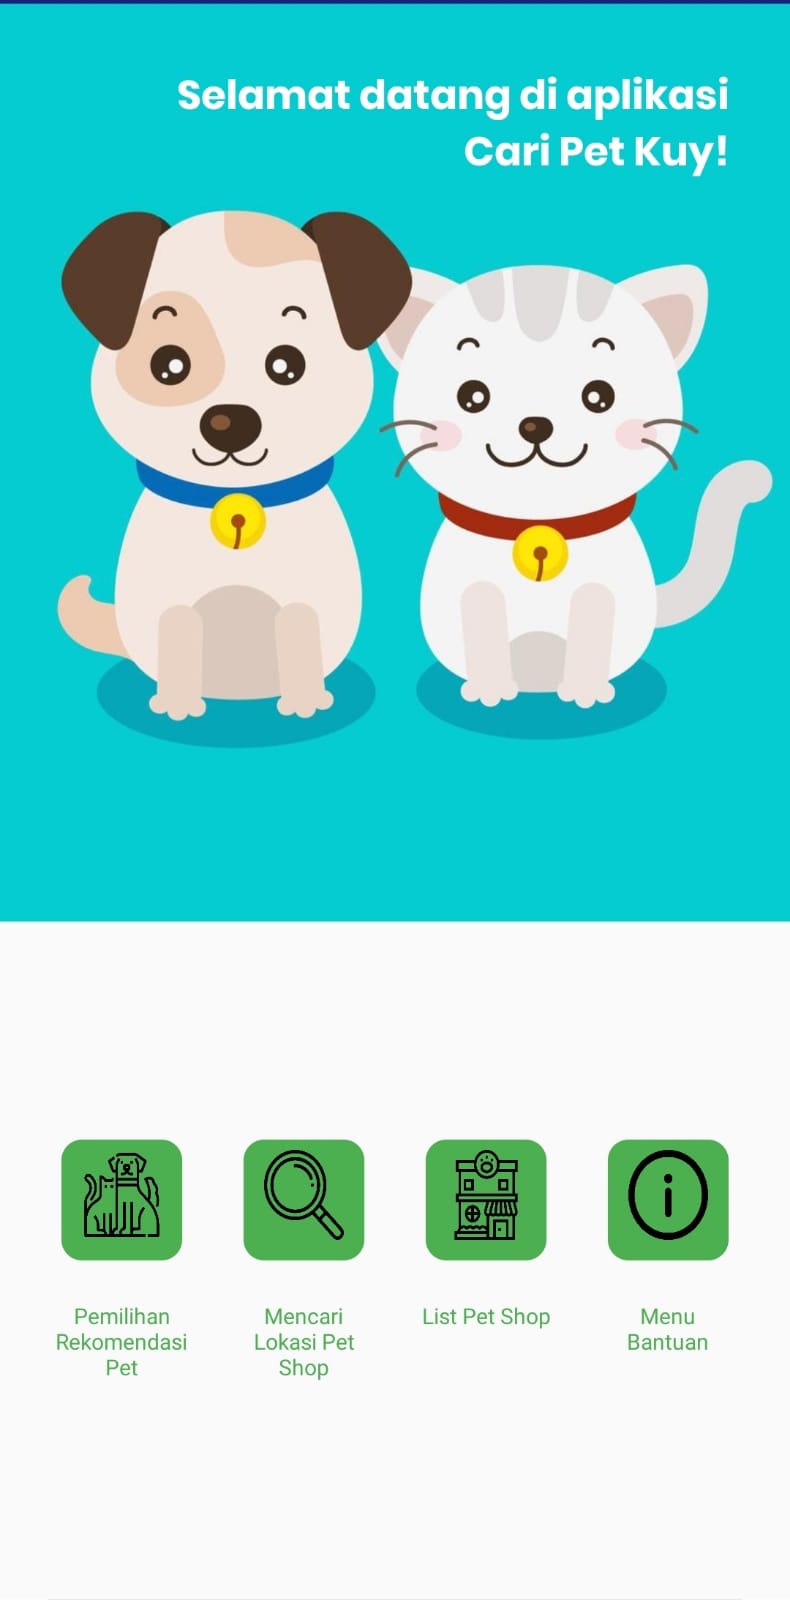 Selamat datang di aplikasi
Cari Pet Kuy!
Pemilihan
Rekomendasi
Pet
Mencari
Lokasi Pet
Shop
List Pet Shop
Menu
Bantuan